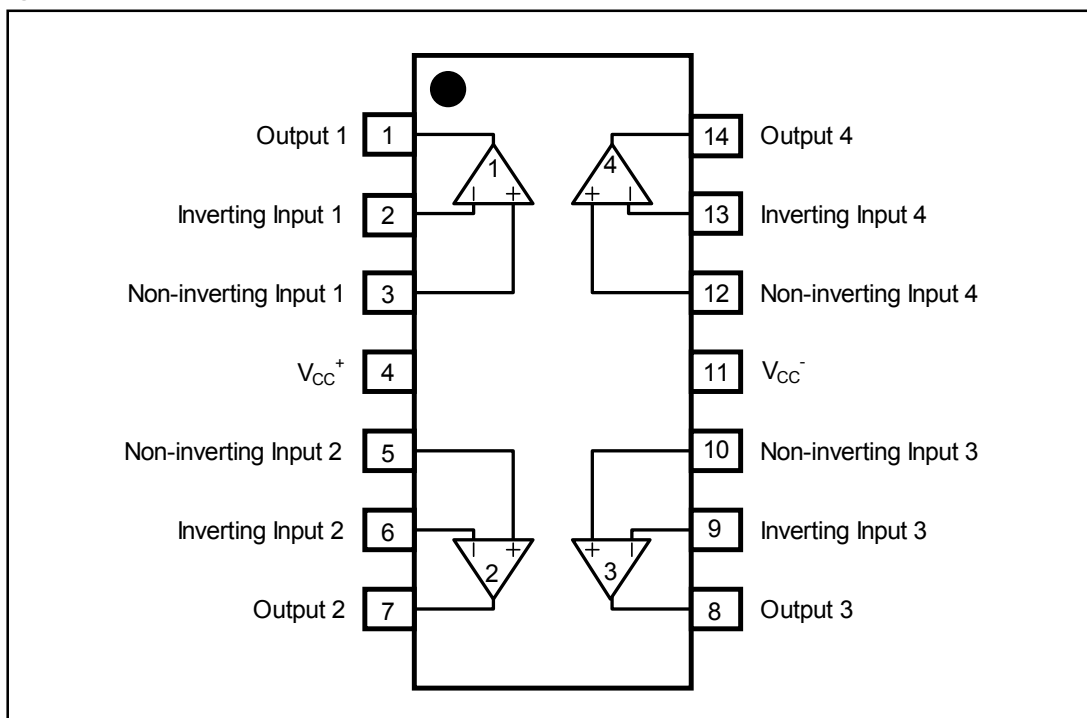 Output 1 1 14 Output 4
1 4
- + + -
Inverting Input 1 2 13 Inverting Input 4
Non-inverting Input 1 3 12 Non-inverting Input 4
VCC+ 4 11 VCC-
Non-inverting Input 2 5 10 Non-inverting Input 3
Inverting Input 2 6 9 Inverting Input 3
- + + -
2 3
Output 2 7 8 Output 3